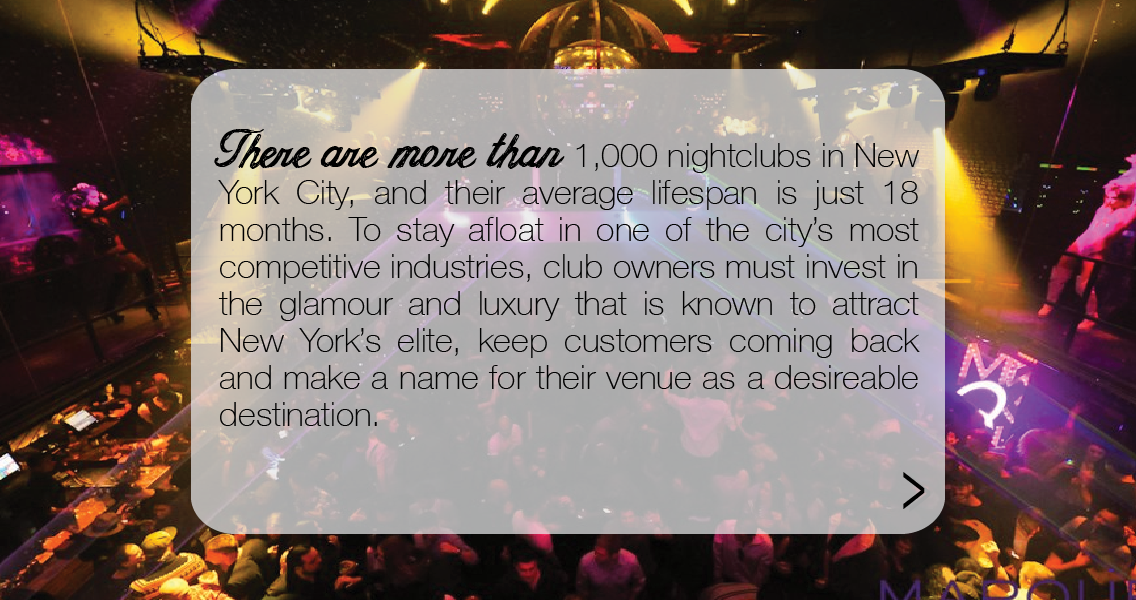 There are more than 1,000 nightclubs in New
York City, and their average lifespan is just 18
months. To stay afloat in one of the city's most
competitive industries, club owners must invest in
the glamour and luxury that is known to attract
New York's elite, keep customers coming back
and make a name for their venue as a desireable
destination.
>